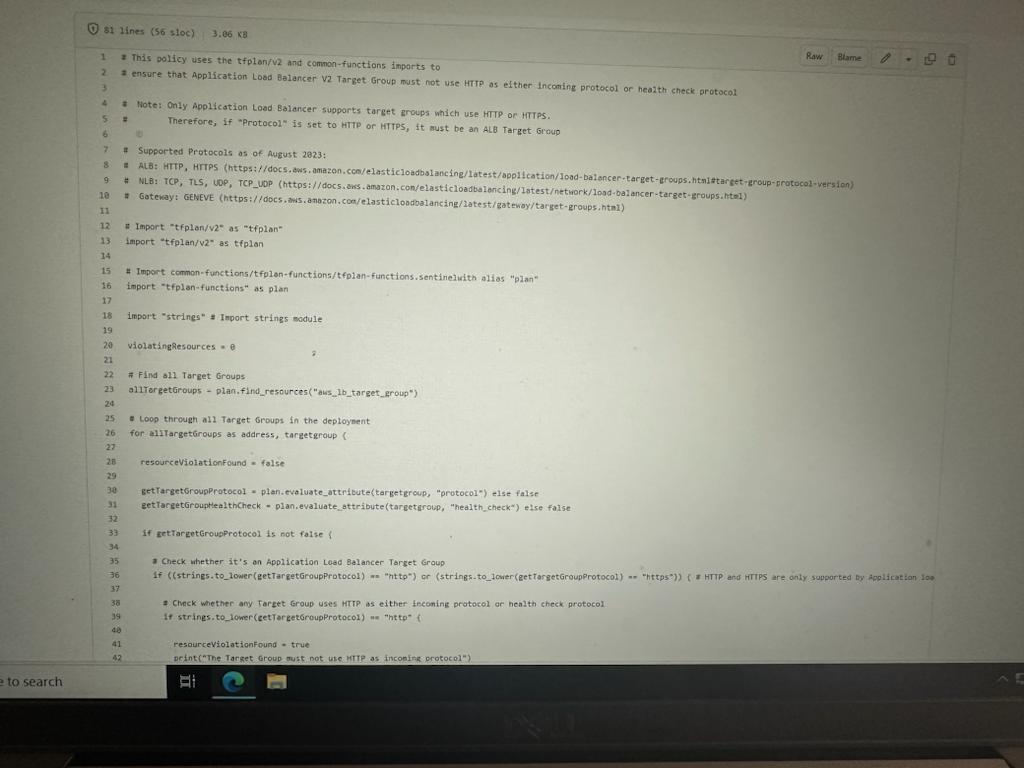 81 lines (56 sloc) 3.06 KB
Raw Blame
1 # This policy uses the tfplan/v2 and common-functions imports to
2 # ensure that Application Load Balancer V2 Target Group must not use HTTP as either incoming protocol or health check protocol
3
4 # Note: Only Application Load Balancer supports target groups which use HTTP or HTTPS.
5 # Therefore, if "Protocol" is set to HTTP or HTTPS, it must be an ALB Target Group
6
7 # Supported Protocols as of August 2023:
8 # ALB: HTTP, HTTPS (https://docs.aws.amazon.com/elasticloadbalancing/latest/application/load-balancer-target-groups.html#target-group-protocol-version)
9 # NLB: TCP, TLS, UDP, TCP_UDP (https://docs.aws.amazon.com/elasticloadbalancing/latest/network/load-balancer-target-groups.html)
10 # Gateway: GENEVE (https://docs.aws.amazon.com/elasticloadbalancing/latest/gateway/target-groups.html)
11
12 # Import "tfplan/v2" as "tfplan"
13 import "tfplan/v2" as tfplan
14
15 # Import common-functions/tfplan-functions/tfplan-functions.sentinelwith alias "plan"
16 import "tfplan-functions" as plan
17
18 import "strings" # Import strings module
19
20 violatingResources = 0
21
22 # Find all Target Groups
23 allTargetGroups = plan.find_resources("aws_lb_target_group")
24
25 # Loop through all Target Groups in the deployment
26 for allTargetGroups as address, targetgroup {
27
28 resourceViolationFound = false
29
30 getTargetGroupProtocol = plan.evaluate_attribute(targetgroup, "protocol") else false
31 getTargetGroupHealthCheck = plan.evaluate_attribute(targetgroup, "health_check") else false
32
33 if getTargetGroupProtocol is not false {
34
35 # Check whether it's an Application Load Balancer Target Group
36 if ((strings.to_lower(getTargetGroupProtocol) == "http") or (strings.to_lower(getTargetGroupProtocol) == "https")) { # HTTP and HTTPS are only supported by Application loa
37
38 # Check whether any Target Group uses HTTP as either incoming protocol or health check protocol
39 if strings.to_lower(getTargetGroupProtocol) == "http" {
40
41 resourceViolationFound = true
42 print("The Target Group must not use HTTP as incoming protocol")
e to search